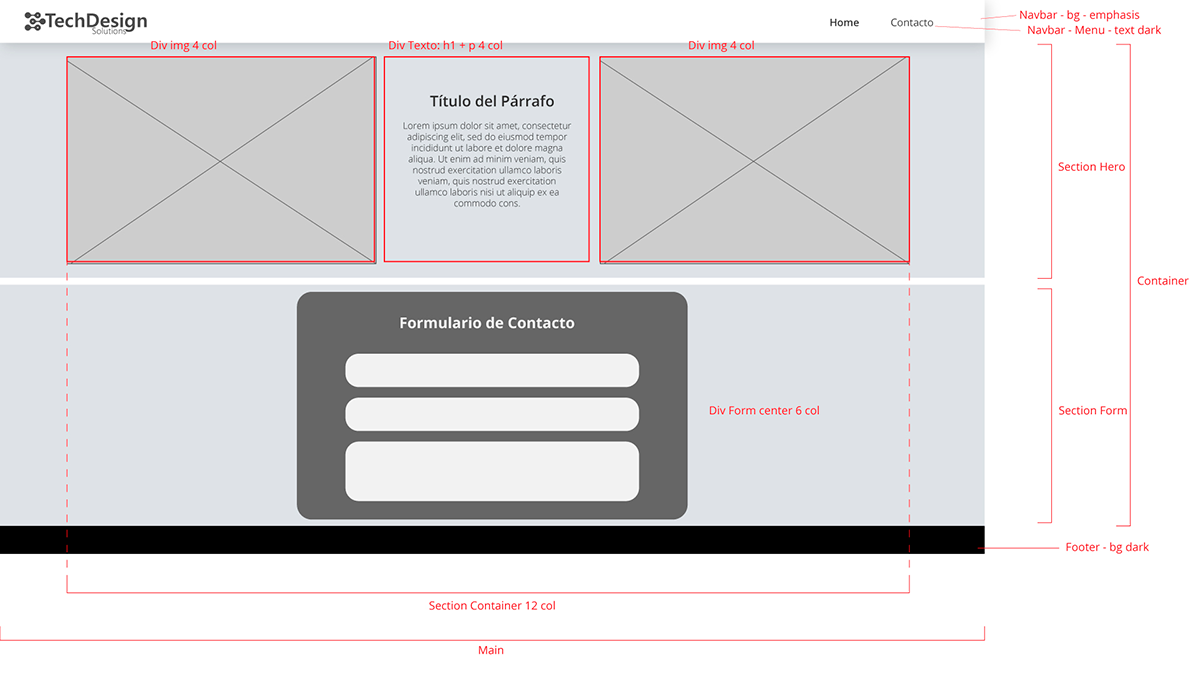 TechDesign
Solutions
Home
Contacto
Navbar - bg - emphasis
Navbar - Menu - text dark
Div img 4 col
Div Texto: h1 + p 4 col
Div img 4 col
Título del Párrafo
Lorem ipsum dolor sit amet, consectetur
adipiscing elit, sed do eiusmod tempor
incididunt ut labore et dolore magna
aliqua. Ut enim ad minim veniam, quis
nostrud exercitation ullamco laboris
veniam, quis nostrud exercitation
ullamco laboris nisi ut aliquip ex ea
commodo cons.
Section Hero
Container
Formulario de Contacto
Div Form center 6 col
Section Form
Footer - bg dark
Section Container 12 col
Main